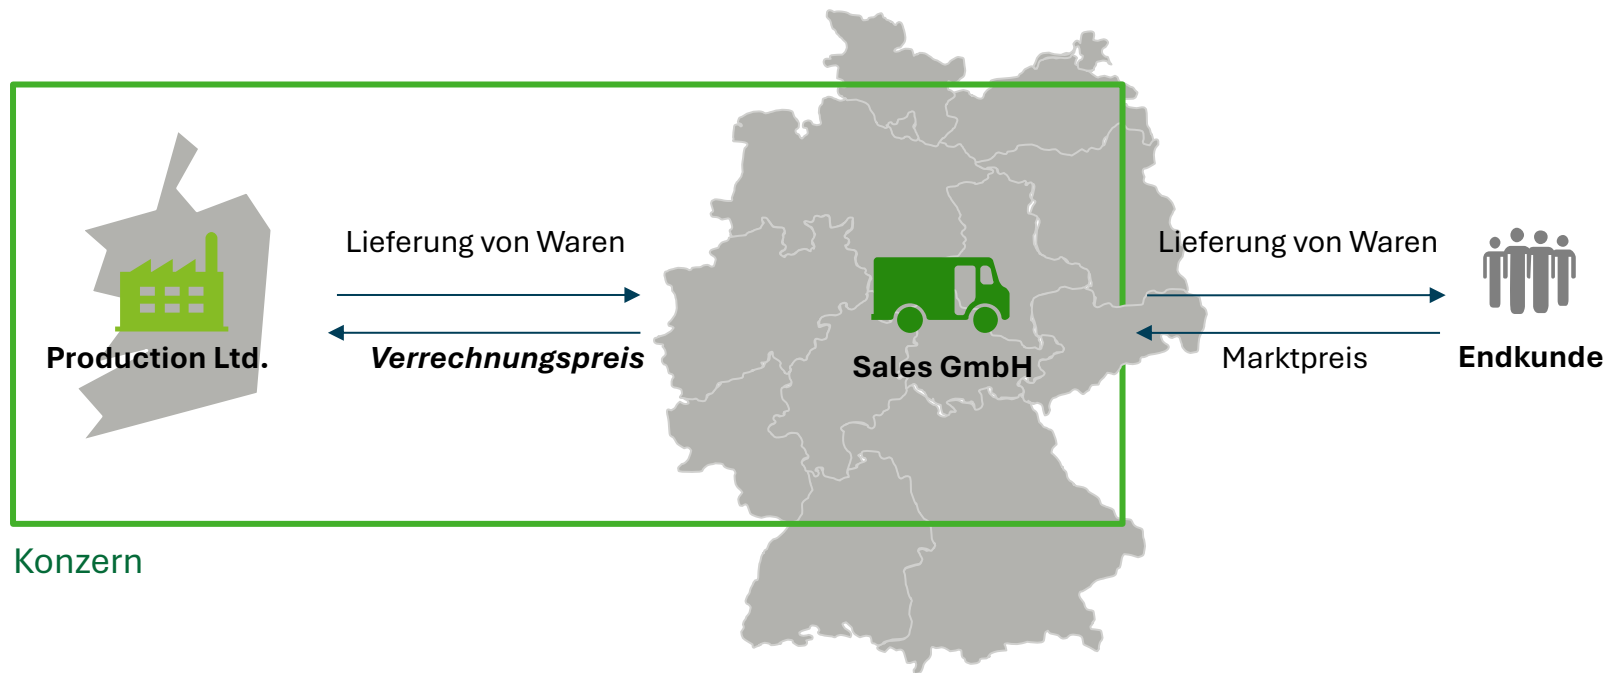 Lieferung von Waren
Production Ltd.
Verrechnungspreis
Sales GmbH
Lieferung von Waren
Marktpreis
Endkunde
Konzern